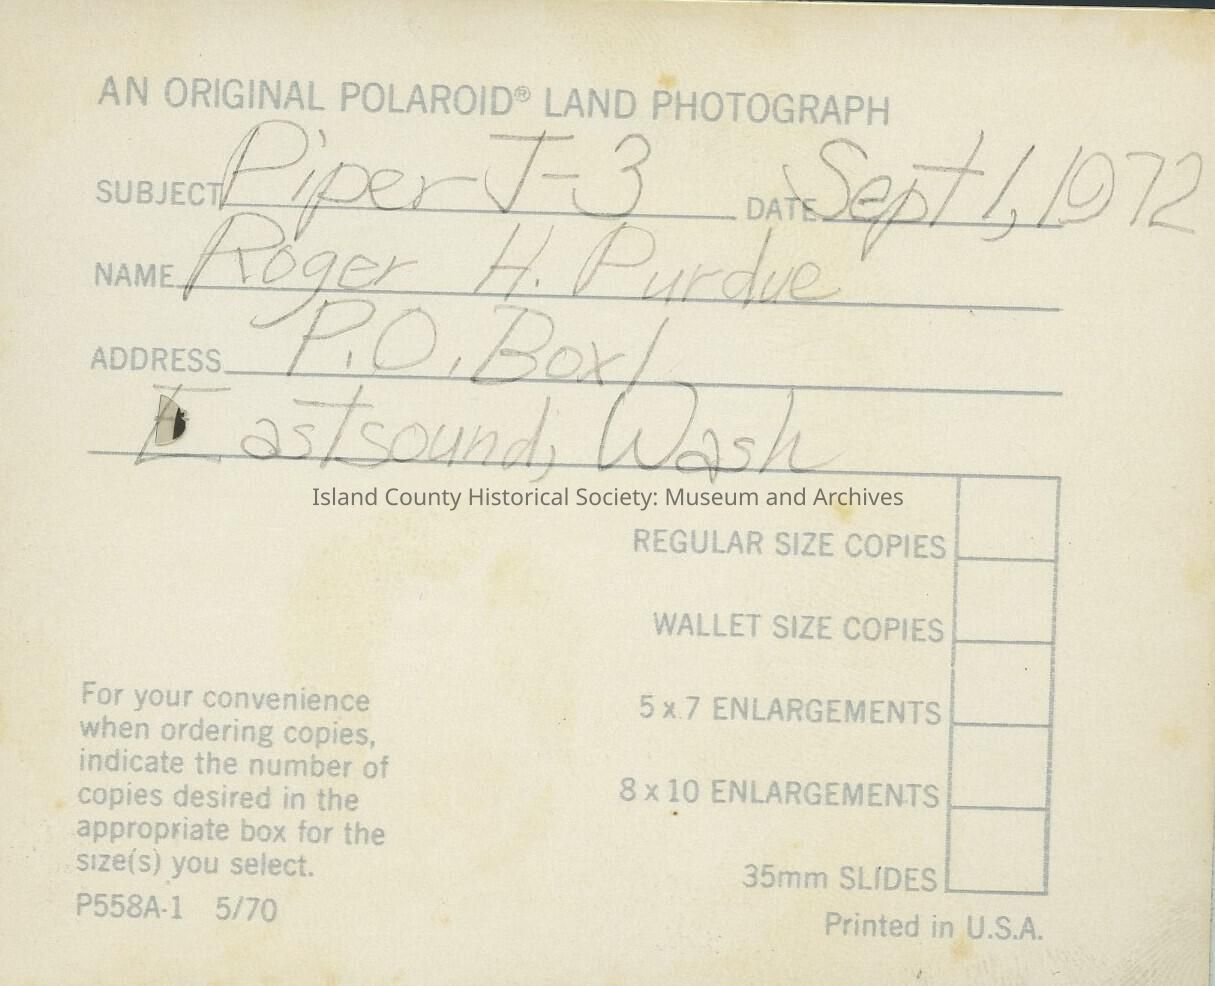 AN ORIGINAL POLAROID® LAND PHOTOGRAPH
SUBJECT Piper J-3 DATE Sept 1, 1972
NAME Roger H. Purdue
ADDRESS P.O. Box 1
Eastsound, Wash
Island County Historical Society: Museum and Archives
REGULAR SIZE COPIES
WALLET SIZE COPIES
5 x 7 ENLARGEMENTS
8 x 10 ENLARGEMENTS
35mm SLIDES
For your convenience
when ordering copies,
indicate the number of
copies desired in the
appropriate box for the
size(s) you select.
P558A-1 5/70
Printed in U.S.A.